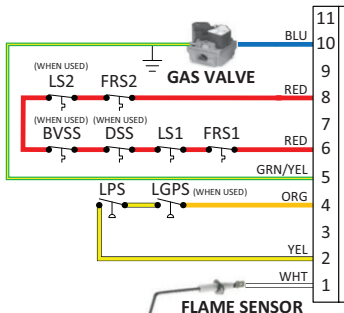 11
BLU 10
GAS VALVE
9
(WHEN USED)
LS2 FRS2 RED 8
7
(WHEN USED) (WHEN USED)
BVSS DSS LS1 FRS1 RED 6
GRN/YEL 5
LPS LGPS (WHEN USED) ORG 4
3
YEL 2
WHT 1
FLAME SENSOR